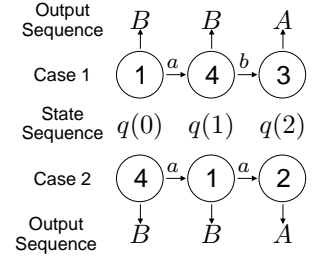 Output Sequence B B A
Case 1 1 a 4 b 3
State Sequence q(0) q(1) q(2)
Case 2 4 a 1 a 2
Output Sequence B B A